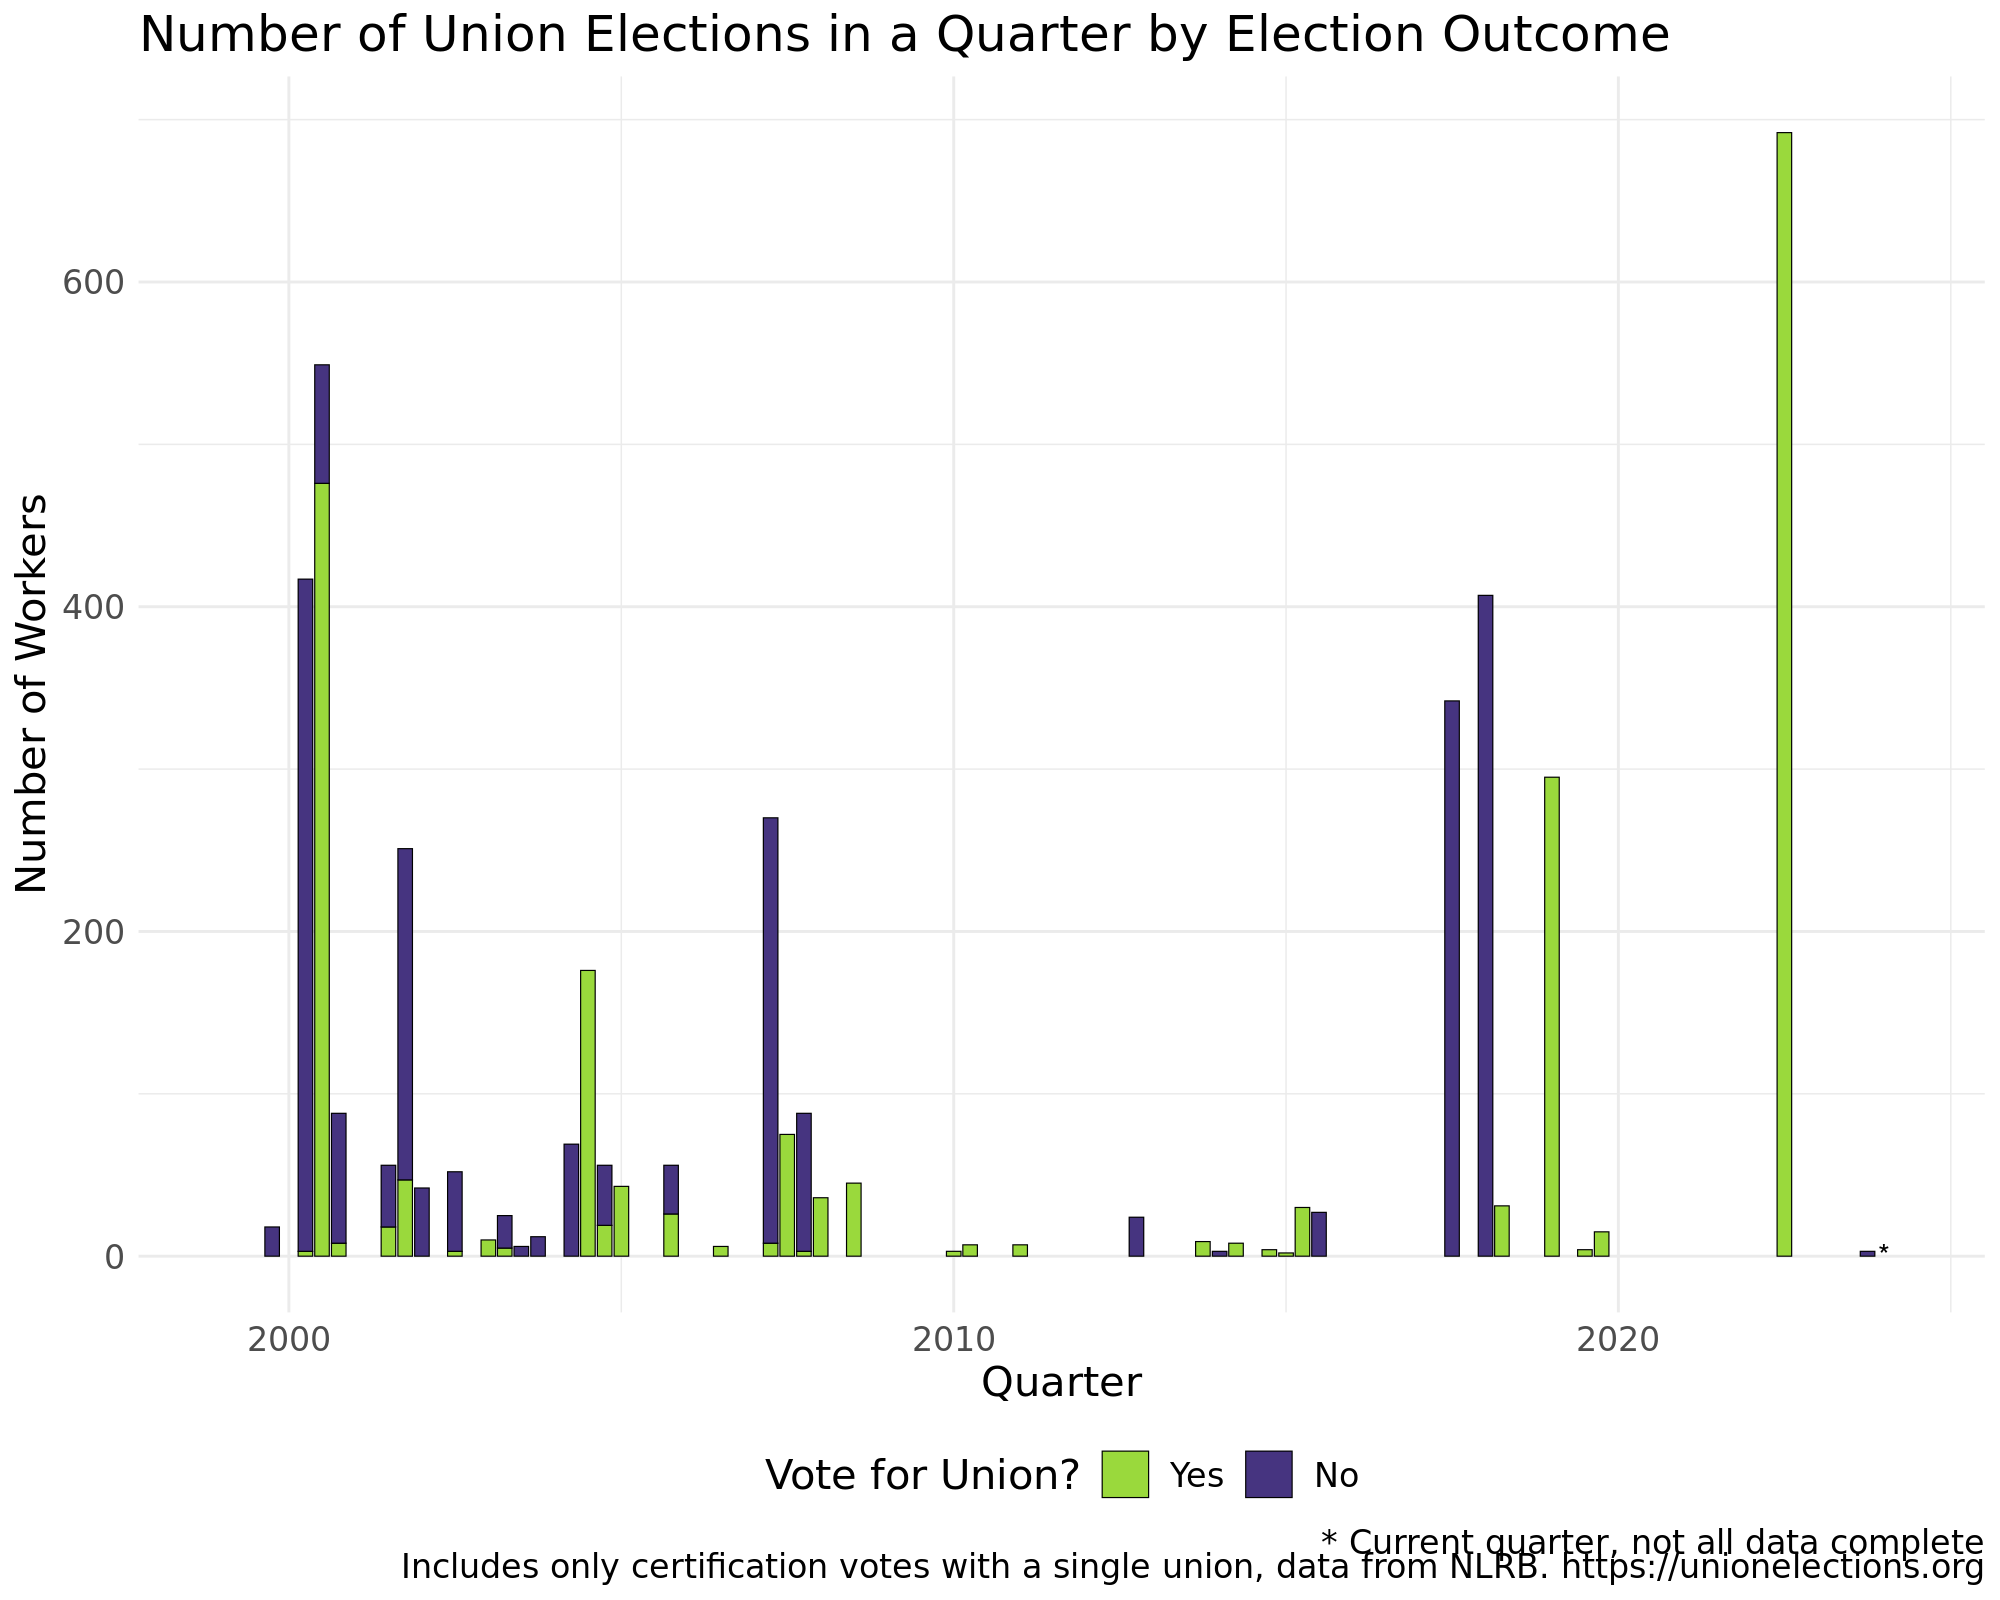 Number of Union Elections in a Quarter by Election Outcome
Number of Workers
600
400
200
0
*
2000 2010 2020
Quarter
Vote for Union? Yes No
* Current quarter, not all data complete
Includes only certification votes with a single union, data from NLRB. https://unionelections.org